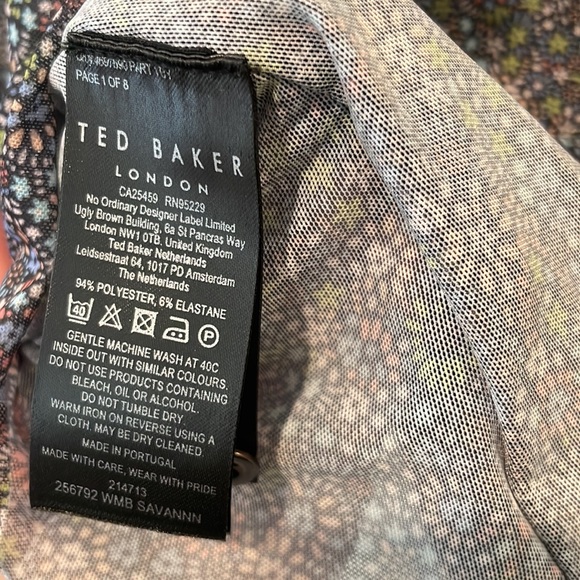 PAGE 1 OF 8
TED BAKER
LONDON
CA25459 RN95229
No Ordinary Designer Label Limited
Ugly Brown Building, 6a St Pancras Way
London NW1 0TB, United Kingdom
Ted Baker Netherlands
Leidsestraat 64, 1017 PD Amsterdam
The Netherlands
94% POLYESTER, 6% ELASTANE
40 P
GENTLE MACHINE WASH AT 40C
INSIDE OUT WITH SIMILAR COLOURS.
DO NOT USE PRODUCTS CONTAINING
BLEACH, OIL OR ALCOHOL.
DO NOT TUMBLE DRY.
WARM IRON ON REVERSE USING A
CLOTH. MAY BE DRY CLEANED
MADE IN PORTUGAL
MADE WITH CARE, WEAR WITH PRIDE
214713
256792 WMB SAVANNN